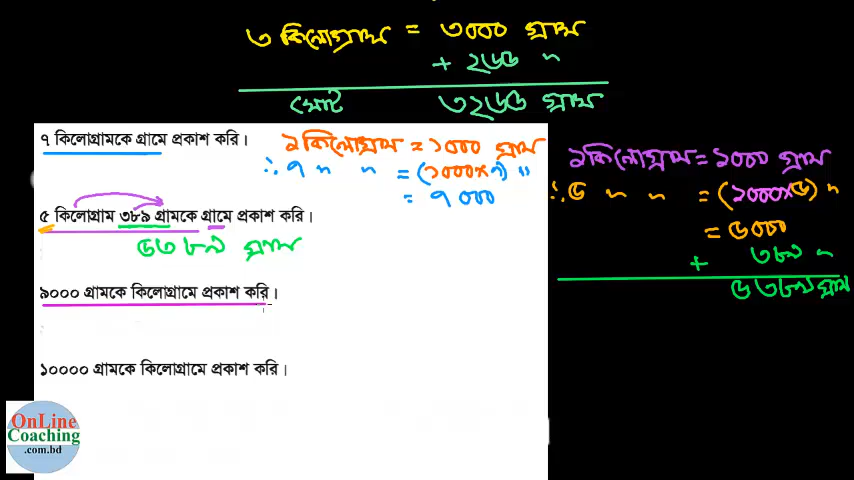 ৩ কিলোগ্রাম = ৩০০০ গ্রাম
+ ২৬৬ "
মোট ৩২৬৬ গ্রাম
৭ কিলোগ্রামকে গ্রামে প্রকাশ করি।
১ কিলোগ্রাম = ১০০০ গ্রাম
∴ ৭ " " = (১০০০×৭) "
= ৭০০০
৫ কিলোগ্রাম ৩৮৯ গ্রামকে গ্রামে প্রকাশ করি।
৫৩৮৯ গ্রাম
১ কিলোগ্রাম = ১০০০ গ্রাম
∴ ৫ " " = (১০০০×৫) "
= ৫০০০
+ ৩৮৯ "
৫৩৮৯ গ্রাম
৯০০০ গ্রামকে কিলোগ্রামে প্রকাশ করি।
১০০০০ গ্রামকে কিলোগ্রামে প্রকাশ করি।
OnLine
Coaching
.com.bd